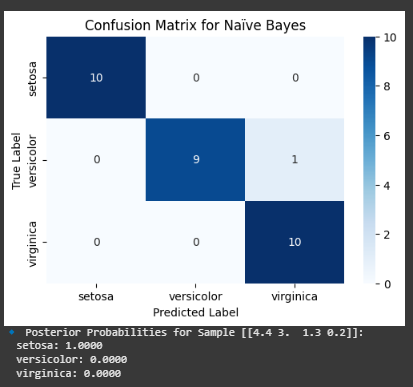 Confusion Matrix for Naïve Bayes
10
setosa
10 0 0
8
True Label
versicolor
0 9 1
6
4
virginica
0 0 10
2
0
setosa versicolor virginica
Predicted Label
Posterior Probabilities for Sample [[4.4 3.  1.3 0.2]]:
setosa: 1.0000
versicolor: 0.0000
virginica: 0.0000